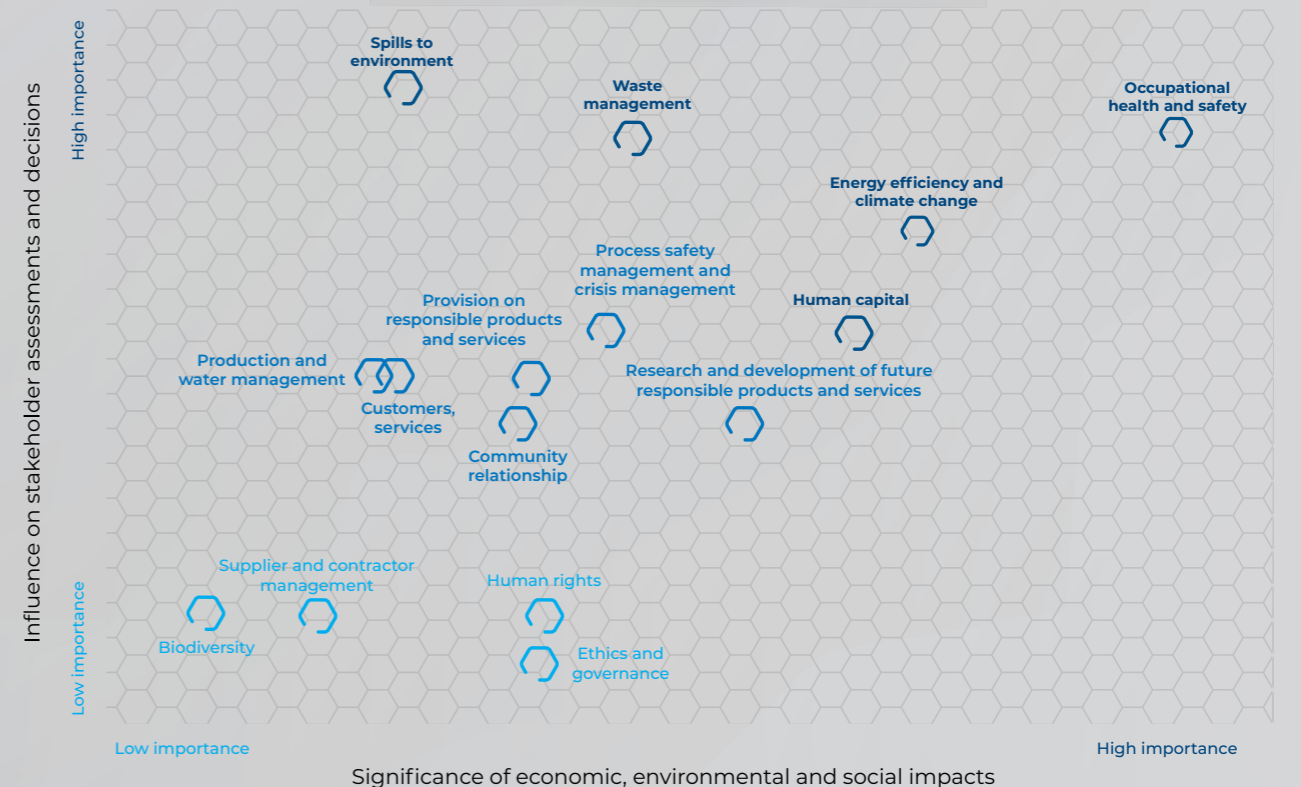 Influence on stakeholder assessments and decisions
High importance
Low importance
Spills to
environment
Waste
management
Occupational
health and safety
Energy efficiency and
climate change
Process safety
management and
crisis management
Human capital
Provision on
responsible products
and services
Production and
water management
Customers,
services
Research and development of future
responsible products and services
Community
relationship
Supplier and contractor
management
Human rights
Biodiversity
Ethics and
governance
Low importance
High importance
Significance of economic, environmental and social impacts